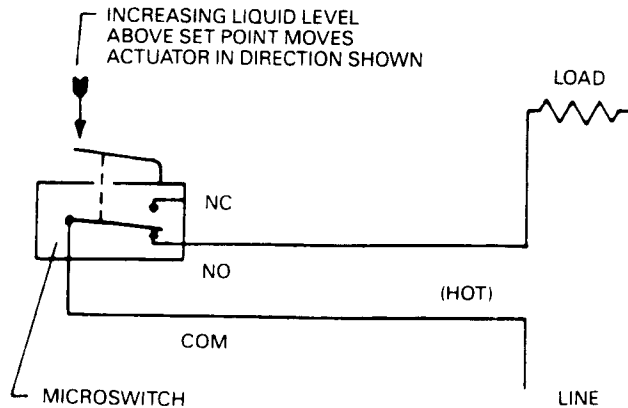 INCREASING LIQUID LEVEL
ABOVE SET POINT MOVES
ACTUATOR IN DIRECTION SHOWN
LOAD
NC
NO
(HOT)
COM
MICROSWITCH
LINE